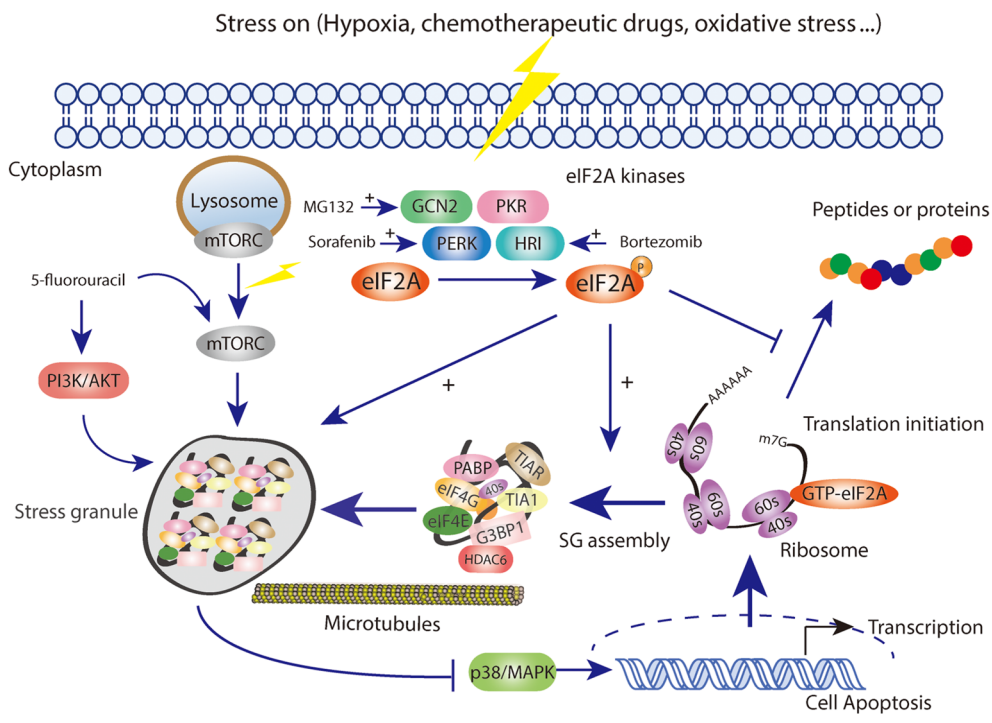 Stress on (Hypoxia, chemotherapeutic drugs, oxidative stress...)
Cytoplasm
Lysosome
mTORC
eIF2A kinases
MG132
+
GCN2
PKR
Sorafenib
+
PERK
HRI
+
Bortezomib
eIF2A
eIF2A
P
Peptides or proteins
5-fluorouracil
mTORC
PI3K/AKT
+
+
AAAAAA
40s
60s
m7G
Translation initiation
GTP-eIF2A
60s
40s
60s
40s
Ribosome
Stress granule
PABP
TIAR
eIF4G
40s
TIA1
eIF4E
G3BP1
HDAC6
SG assembly
Microtubules
p38/MAPK
Transcription
Cell Apoptosis